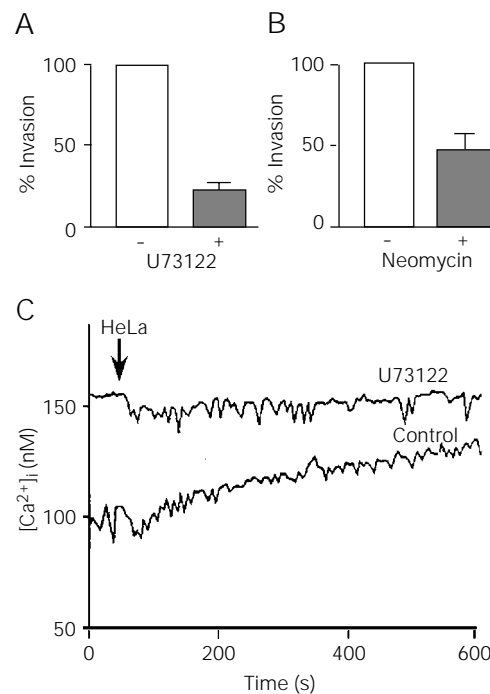 A
100
50
0
% Invasion
- +
U73122
B
100
50
0
% Invasion
- +
Neomycin
C
HeLa
U73122
Control
150
100
50
[Ca²⁺]ᵢ (nM)
0 200 400 600
Time (s)